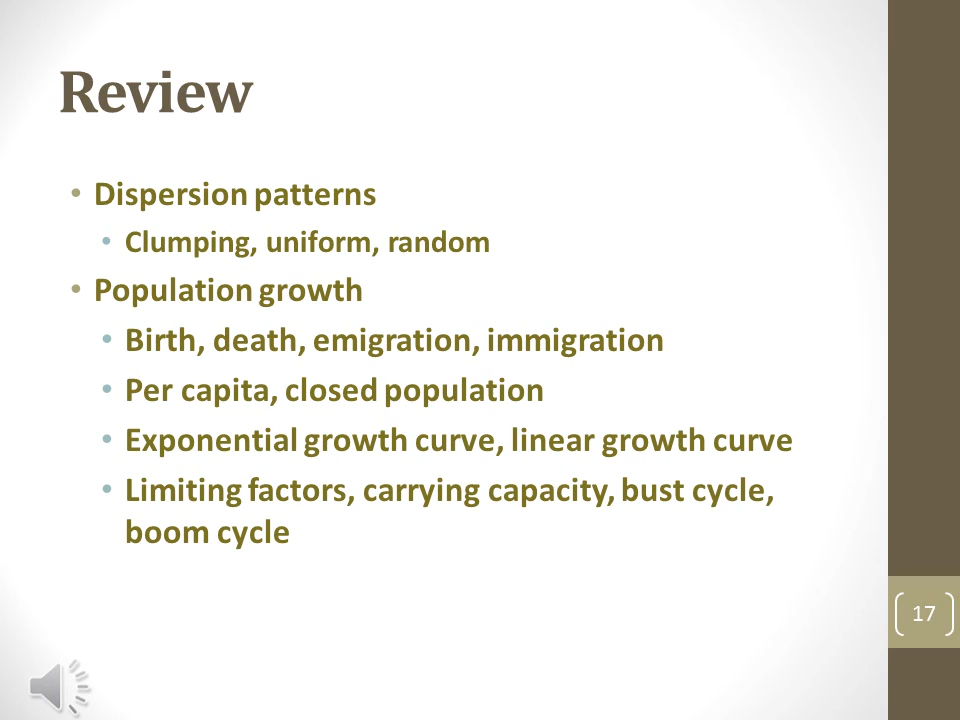 Review
• Dispersion patterns
• Clumping, uniform, random
• Population growth
• Birth, death, emigration, immigration
• Per capita, closed population
• Exponential growth curve, linear growth curve
• Limiting factors, carrying capacity, bust cycle,
boom cycle
17